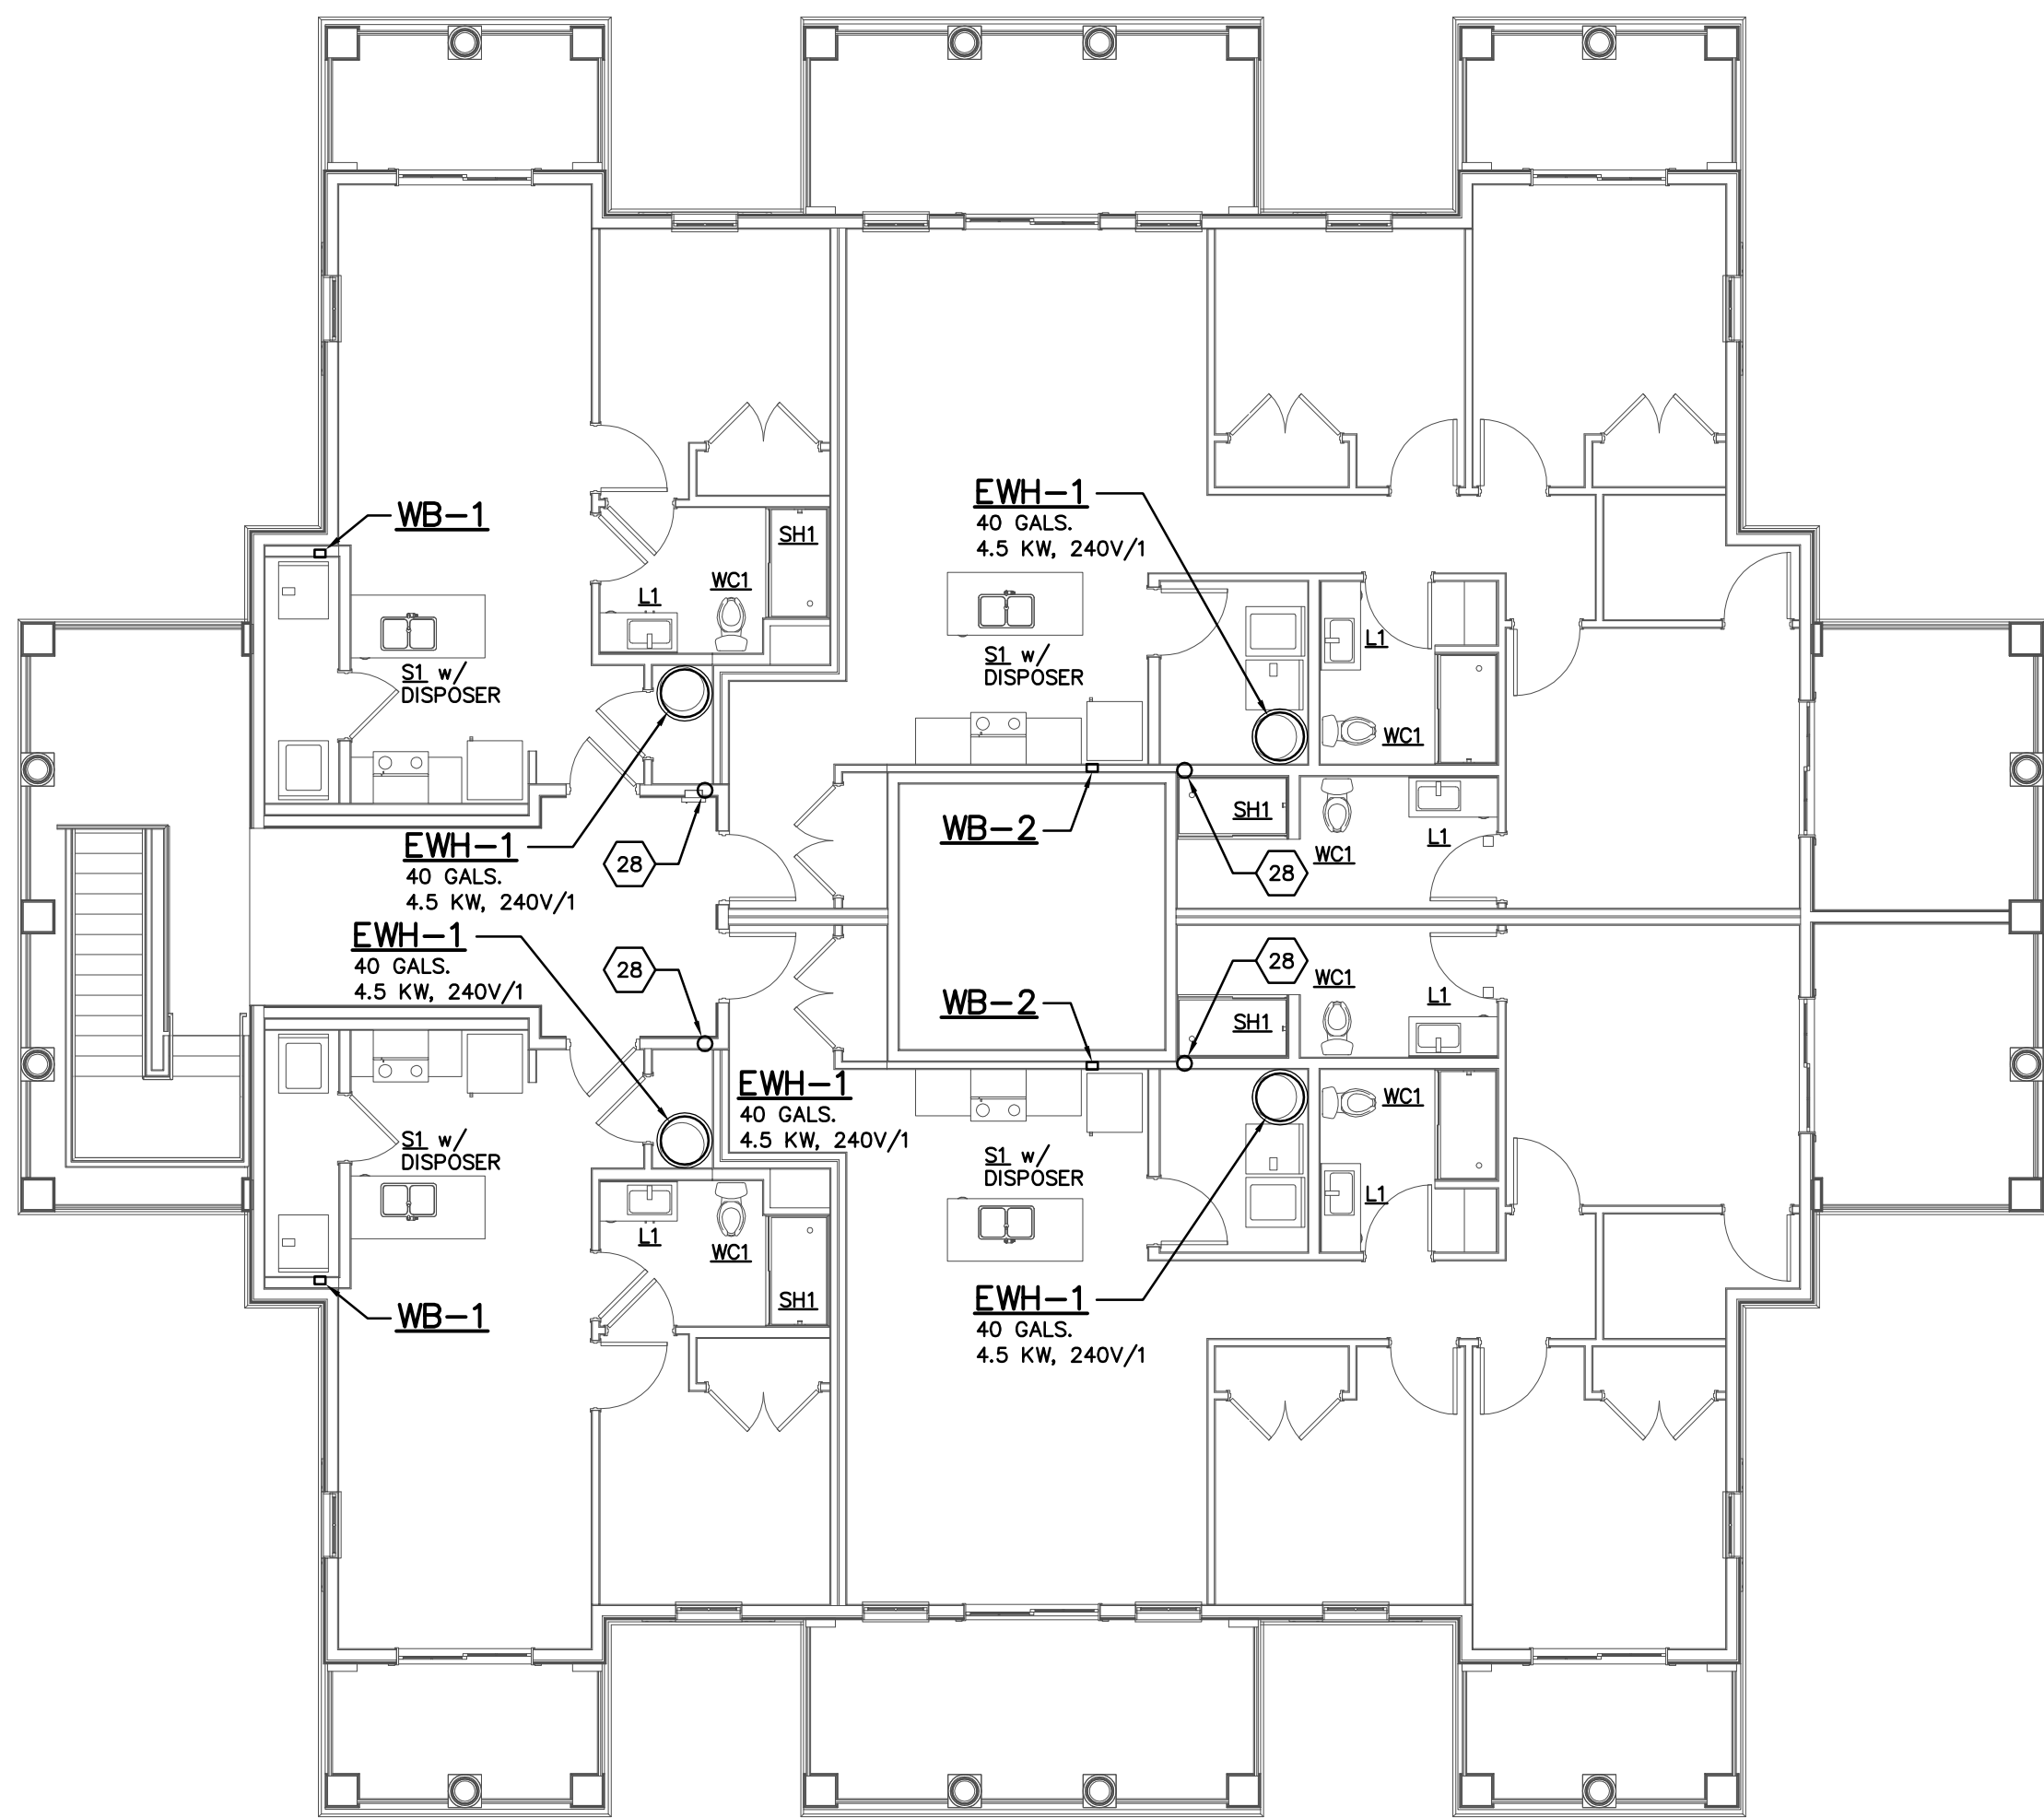 EWH-1
40 GALS.
4.5 KW, 240V/1
WB-1
SH1
WC1
L1
S1 w/
DISPOSER
S1 w/
DISPOSER
L1
WC1
EWH-1
40 GALS.
4.5 KW, 240V/1
28
WB-2
SH1
28
WC1
L1
EWH-1
40 GALS.
4.5 KW, 240V/1
28
WB-2
28
SH1
WC1
L1
EWH-1
40 GALS.
4.5 KW, 240V/1
S1 w/
DISPOSER
S1 w/
DISPOSER
WC1
L1
L1
WC1
SH1
WB-1
EWH-1
40 GALS.
4.5 KW, 240V/1